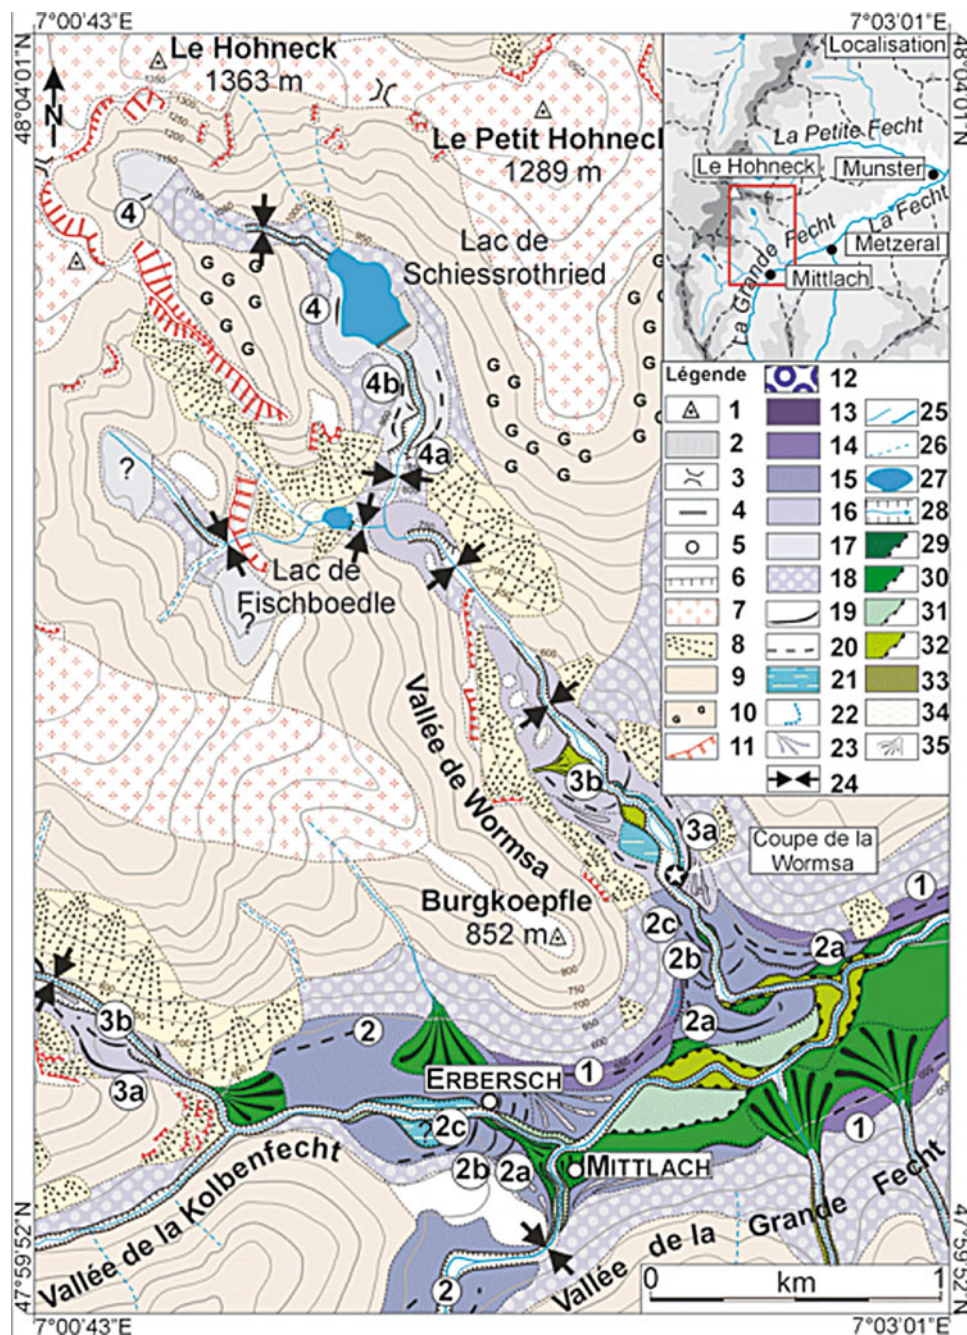 7°00'43"E
7°03'01"E
48°04'01"N
48°04'01"N
N
Le Hohneck
1363 m
Le Petit Hohneck
1289 m
Lac de
Schiessrothried
4
4
4b
4a
?
?
Lac de
Fischboedle
Vallée de Wormsa
3b
3a
Coupe de la
Wormsa
Burgkoepfle
852 m
1
2c
2b
2a
2a
3b
3a
2
1
ERBERSCH
?
2c
2b
2a
MITTLACH
1
2
Vallée de la Kolbenfecht
Vallée de la Grande Fecht
0
km
1
47°59'52"N
47°59'52"N
7°00'43"E
7°03'01"E
Localisation
La Petite Fecht
Le Hohneck
Munster
La Fecht
Metzeral
Mittlach
La Grande Fecht
Légende
1
2
3
4
5
6
7
8
9
G G
10
11
12
13
14
15
16
17
18
19
20
21
22
23
24
25
26
27
28
29
30
31
32
33
34
35